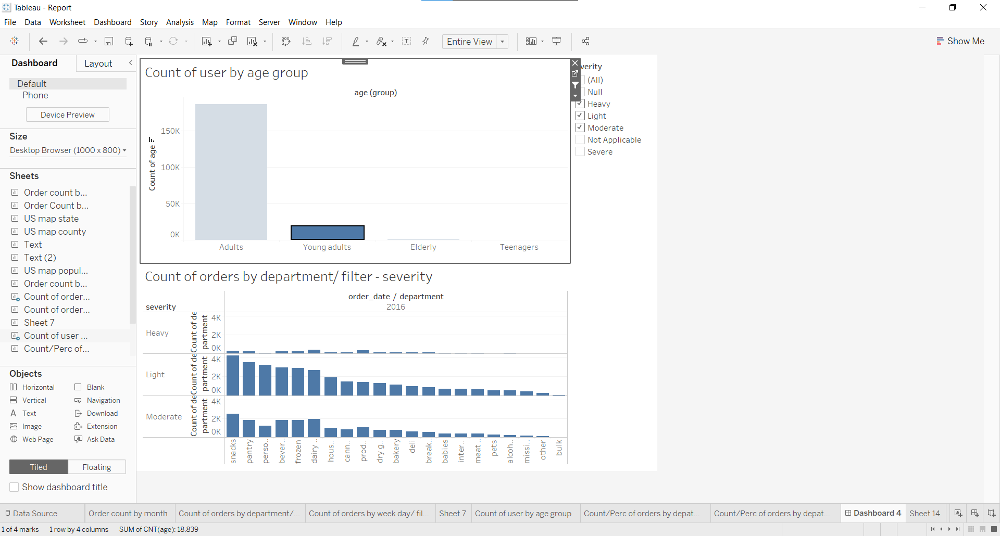 Tableau - Report
File Data Worksheet Dashboard Story Analysis Map Format Server Window Help
Entire View
Show Me
Dashboard Layout
Default
Phone
Device Preview
Size
Desktop Browser (1000 x 800)
Sheets
Order count b...
Order Count b...
US map state
US map county
Text
Text (2)
US map popul...
Order count b...
Count of order...
Count of order...
Sheet 7
Count of user ...
Count/Perc of...
Objects
Horizontal Blank
Vertical Navigation
Text Download
Image Extension
Web Page Ask Data
Tiled Floating
Show dashboard title
Count of user by age group
age (group)
Count of age
150K
100K
50K
0K
Adults Young adults Elderly Teenagers
verity
(All)
Null
Heavy
Light
Moderate
Not Applicable
Severe
Count of orders by department/ filter - severity
order_date / department
severity 2016
Heavy
Count of de
partment
4K
2K
0K
Light
Count of de
partment
4K
2K
0K
Moderate
Count of de
partment
4K
2K
0K
snacks
pantry
perso..
bever..
frozen
dairy ..
hous..
cann..
prod..
dry g..
bakery
deli
break..
babies
inter..
meat ..
pets
alcoh..
missi..
other
bulk
Data Source Order count by month Count of orders by department/... Count of orders by week day/ fil... Sheet 7 Count of user by age group Count/Perc of orders by depat... Count/Perc of orders by depat... Dashboard 4 Sheet 14
1 of 4 marks 1 row by 4 columns SUM of CNT(age): 18,839